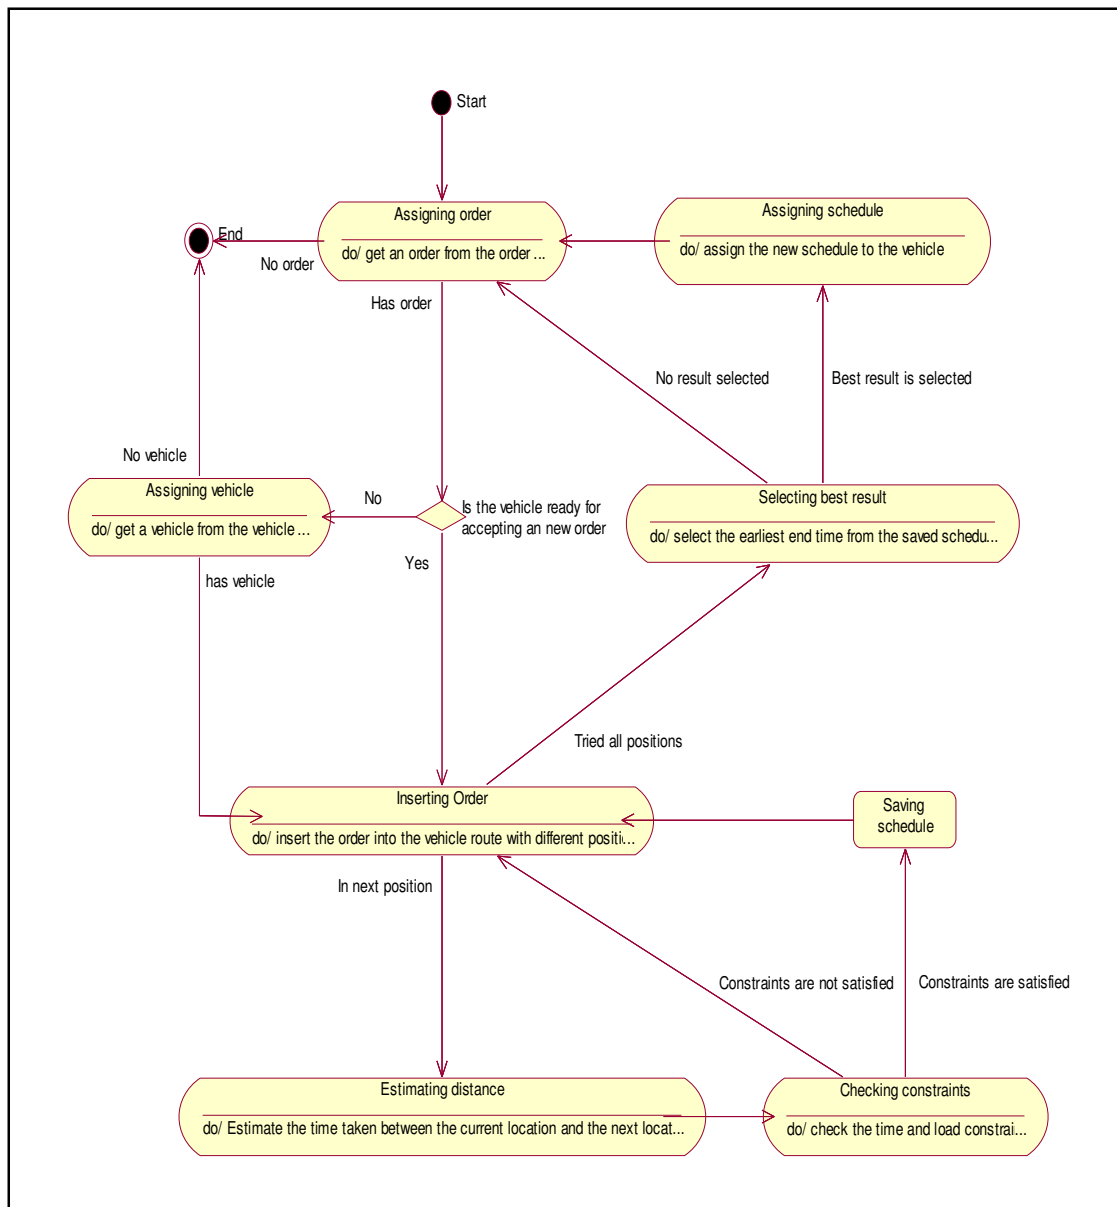 Start
Assigning order
do/ get an order from the order ...
Assigning schedule
do/ assign the new schedule to the vehicle
End
No order
Has order
No result selected
Best result is selected
No vehicle
Assigning vehicle
do/ get a vehicle from the vehicle ...
No
Is the vehicle ready for
accepting an new order
Selecting best result
do/ select the earliest end time from the saved schedu...
Yes
has vehicle
Tried all positions
Inserting Order
do/ insert the order into the vehicle route with different positi...
Saving
schedule
In next position
Constraints are not satisfied
Constraints are satisfied
Estimating distance
do/ Estimate the time taken between the current location and the next locat...
Checking constraints
do/ check the time and load constrai...